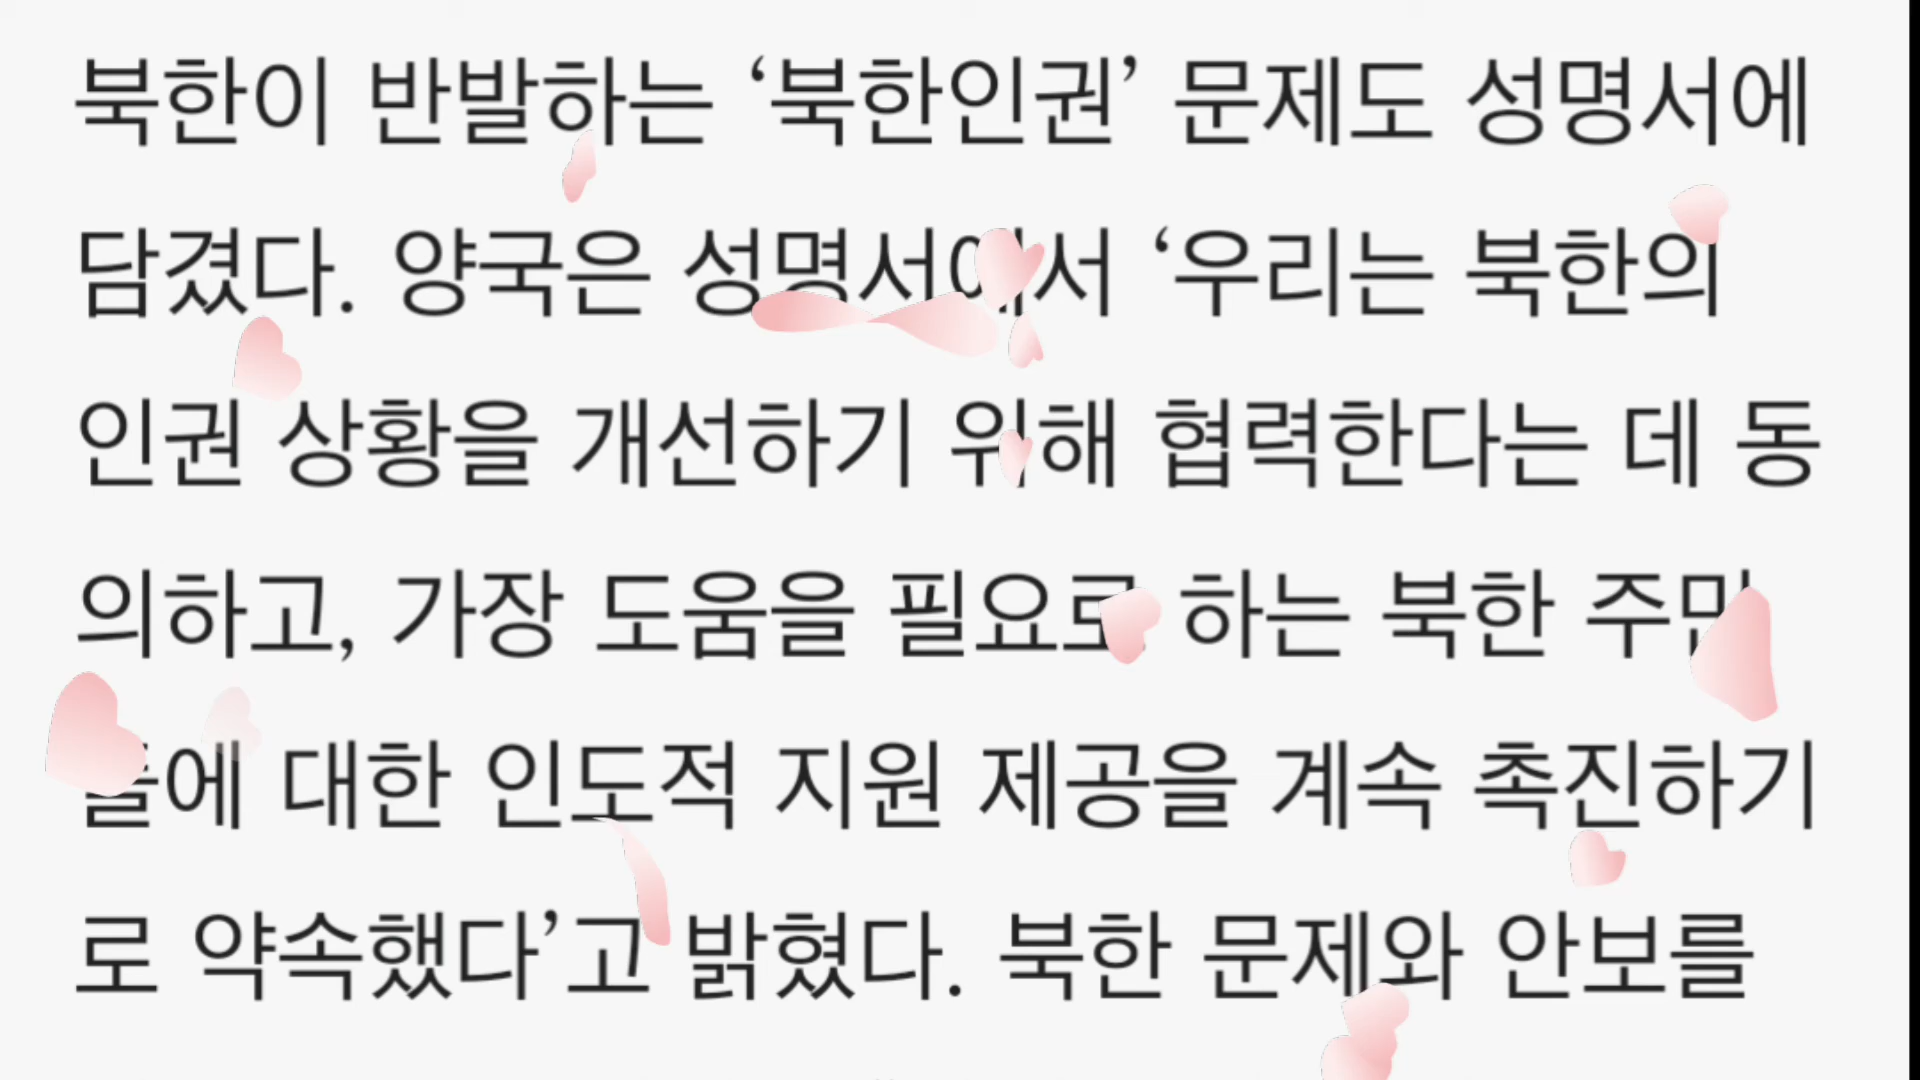 북한이 반발하는 ‘북한인권’ 문제도 성명서에
담겼다. 양국은 성명서에서 ‘우리는 북한의
인권 상황을 개선하기 위해 협력한다는 데 동
의하고, 가장 도움을 필요로 하는 북한 주민
들에 대한 인도적 지원 제공을 계속 촉진하기
로 약속했다’고 밝혔다. 북한 문제와 안보를